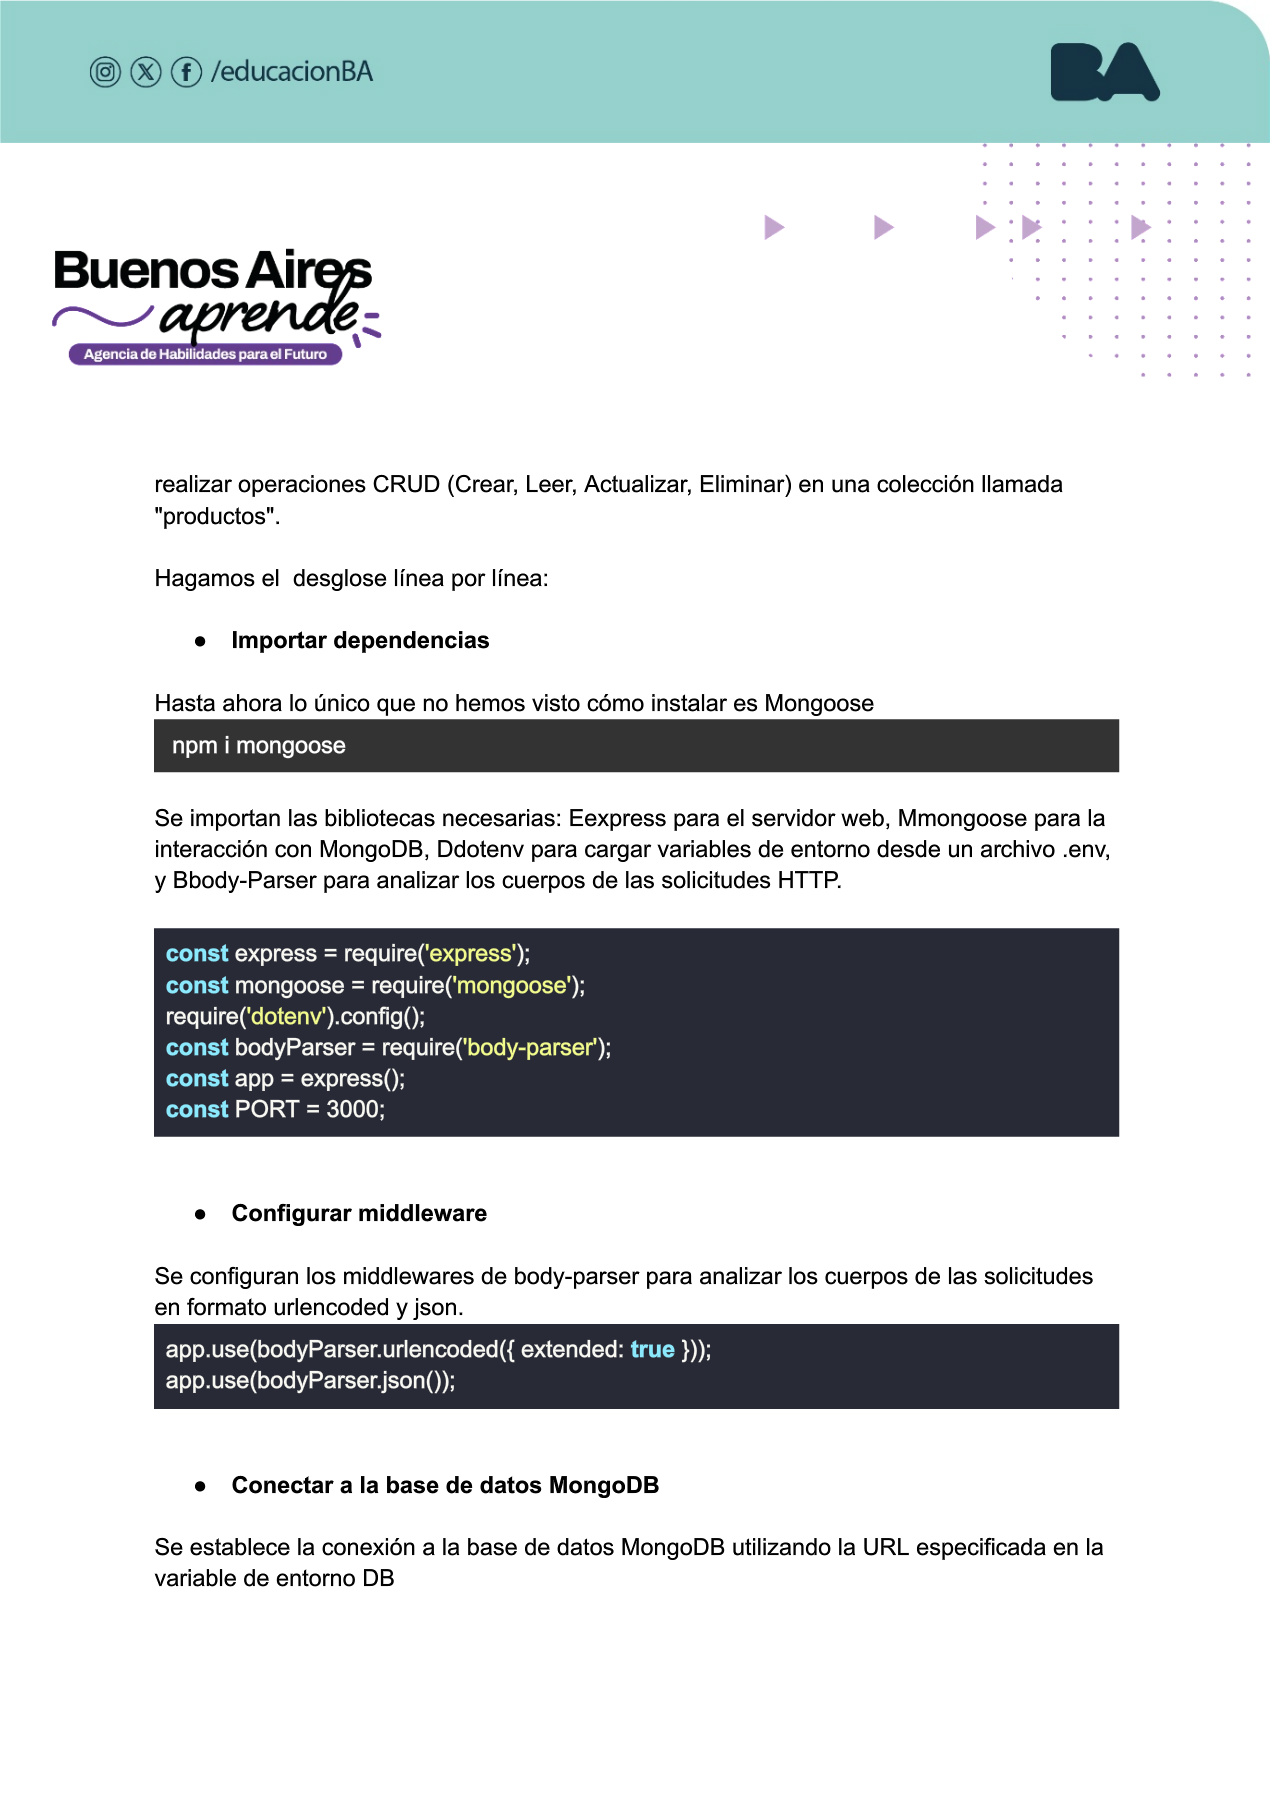 /educacionBA
BA
Buenos Aires
aprende
Agencia de Habilidades para el Futuro
realizar operaciones CRUD (Crear, Leer, Actualizar, Eliminar) en una colección llamada
"productos".
Hagamos el  desglose línea por línea:
● Importar dependencias
Hasta ahora lo único que no hemos visto cómo instalar es Mongoose
npm i mongoose
Se importan las bibliotecas necesarias: Eexpress para el servidor web, Mmongoose para la
interacción con MongoDB, Ddotenv para cargar variables de entorno desde un archivo .env,
y Bbody-Parser para analizar los cuerpos de las solicitudes HTTP.
const express = require('express');
const mongoose = require('mongoose');
require('dotenv').config();
const bodyParser = require('body-parser');
const app = express();
const PORT = 3000;
● Configurar middleware
Se configuran los middlewares de body-parser para analizar los cuerpos de las solicitudes
en formato urlencoded y json.
app.use(bodyParser.urlencoded({ extended: true }));
app.use(bodyParser.json());
● Conectar a la base de datos MongoDB
Se establece la conexión a la base de datos MongoDB utilizando la URL especificada en la
variable de entorno DB